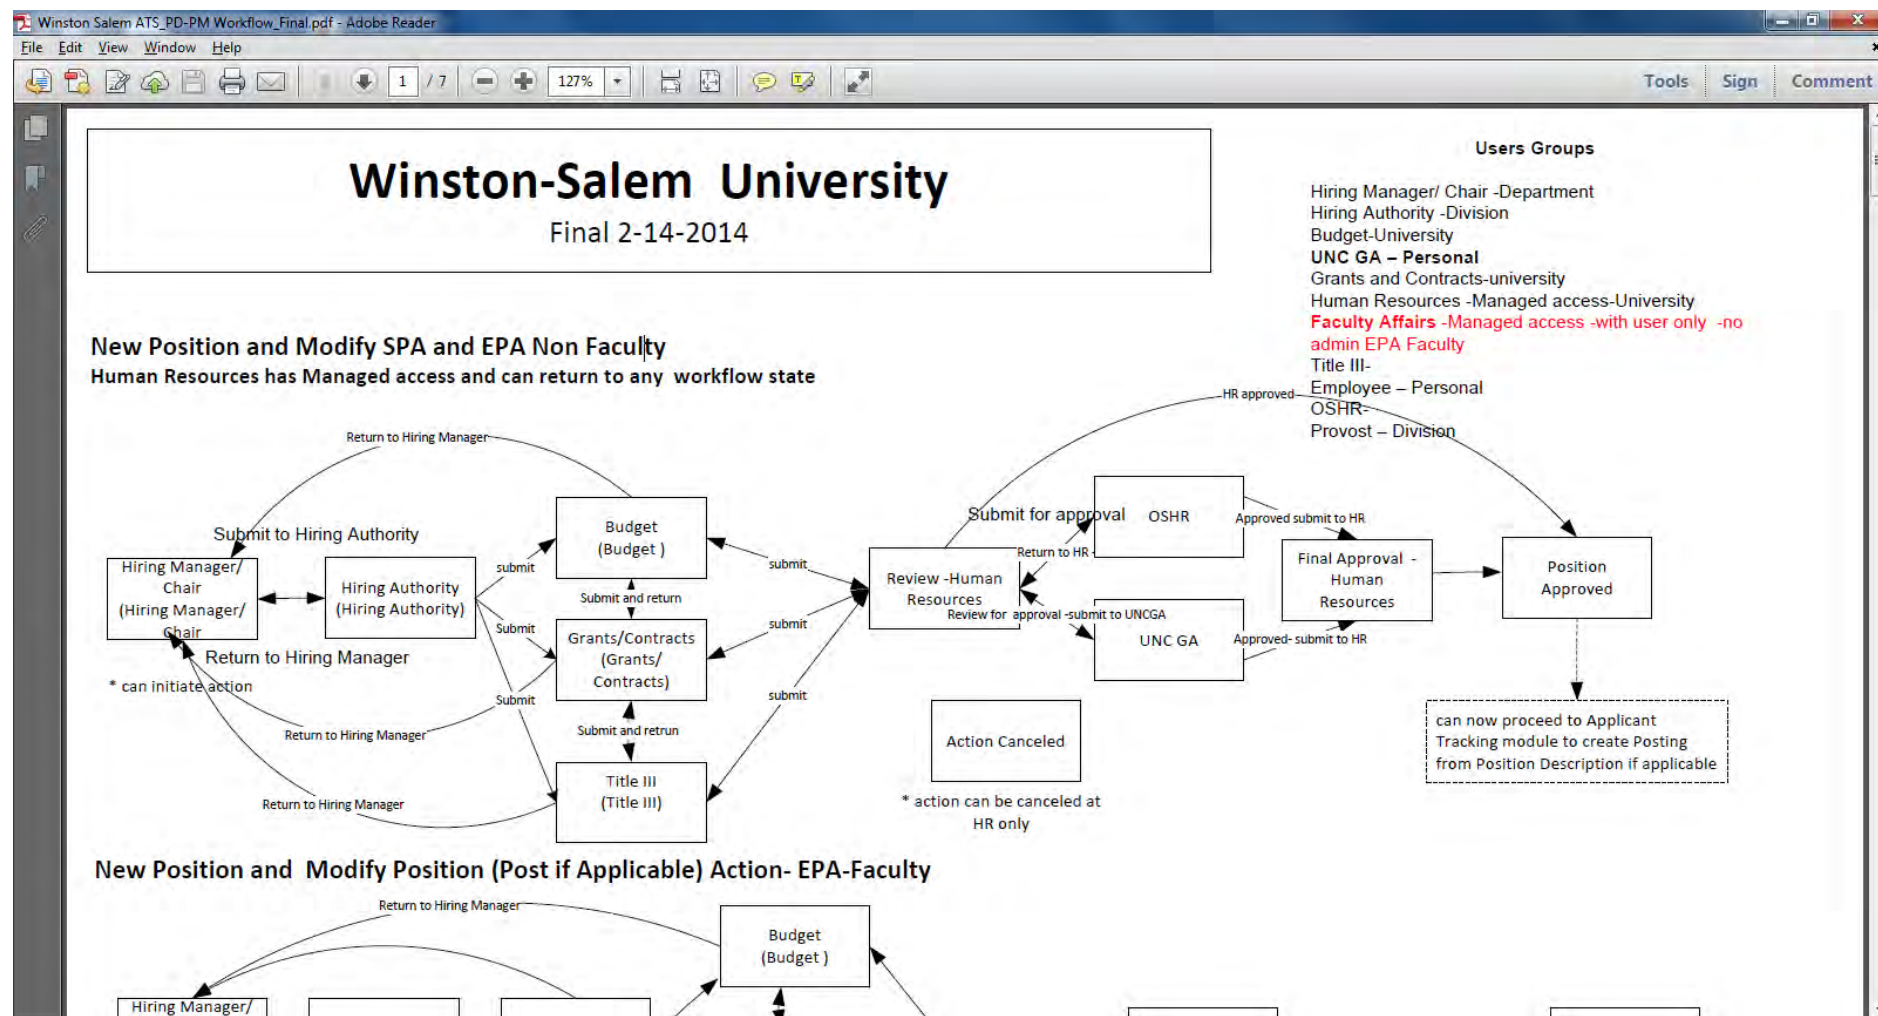 Winston Salem ATS_PD-PM Workflow_Final.pdf - Adobe Reader
File Edit View Window Help
1 / 7 127% Tools Sign Comment
Winston-Salem University
Final 2-14-2014
Users Groups
Hiring Manager/ Chair -Department
Hiring Authority -Division
Budget-University
UNC GA – Personal
Grants and Contracts-university
Human Resources -Managed access-University
Faculty Affairs -Managed access -with user only -no
admin EPA Faculty
Title III-
Employee – Personal
OSHR-
Provost – Division
New Position and Modify SPA and EPA Non Faculty
Human Resources has Managed access and can return to any workflow state
HR approved
Return to Hiring Manager
Submit to Hiring Authority
Hiring Manager/
Chair
(Hiring Manager/
Chair
Hiring Authority
(Hiring Authority)
Return to Hiring Manager
* can initiate action
submit
Submit
Submit
Return to Hiring Manager
Return to Hiring Manager
Budget
(Budget )
Submit and return
Grants/Contracts
(Grants/
Contracts)
Submit and retrun
Title III
(Title III)
submit
submit
submit
Review -Human
Resources
Submit for approval
Return to HR -
Review for approval -submit to UNCGA
OSHR
UNC GA
Approved submit to HR
Approved- submit to HR
Final Approval -
Human
Resources
Position
Approved
Action Canceled
* action can be canceled at
HR only
can now proceed to Applicant
Tracking module to create Posting
from Position Description if applicable
New Position and Modify Position (Post if Applicable) Action- EPA-Faculty
Return to Hiring Manager
Budget
(Budget )
Hiring Manager/